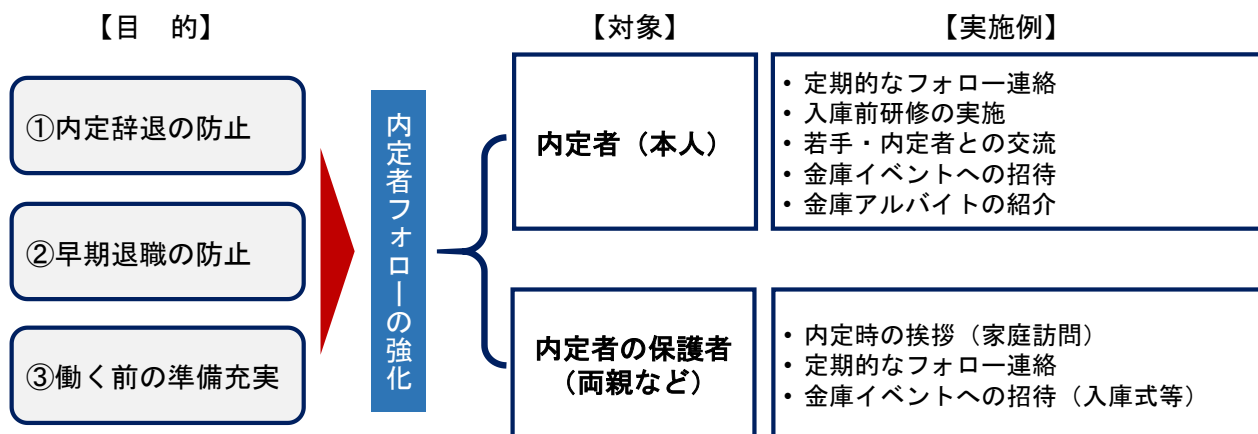 【目　的】
①内定辞退の防止
②早期退職の防止
③働く前の準備充実
内定者フォローの強化
【対象】
【実施例】
内定者（本人）
• 定期的なフォロー連絡
• 入庫前研修の実施
• 若手・内定者との交流
• 金庫イベントへの招待
• 金庫アルバイトの紹介
内定者の保護者
（両親など）
• 内定時の挨拶（家庭訪問）
• 定期的なフォロー連絡
• 金庫イベントへの招待（入庫式等）